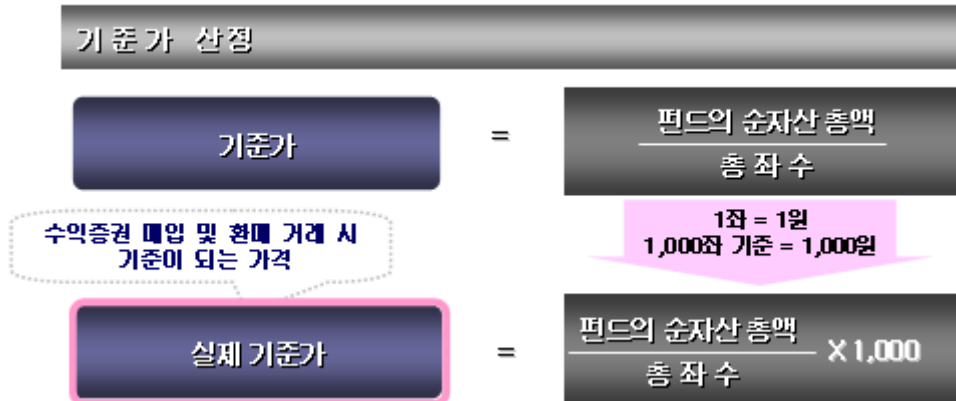 기준가 산정
기준가
=
펀드의 순자산 총액
총 좌 수
수익증권 매입 및 환매 거래 시
기준이 되는 가격
1좌 = 1원
1,000좌 기준 = 1,000원
실제 기준가
=
펀드의 순자산 총액
총 좌 수
X 1,000